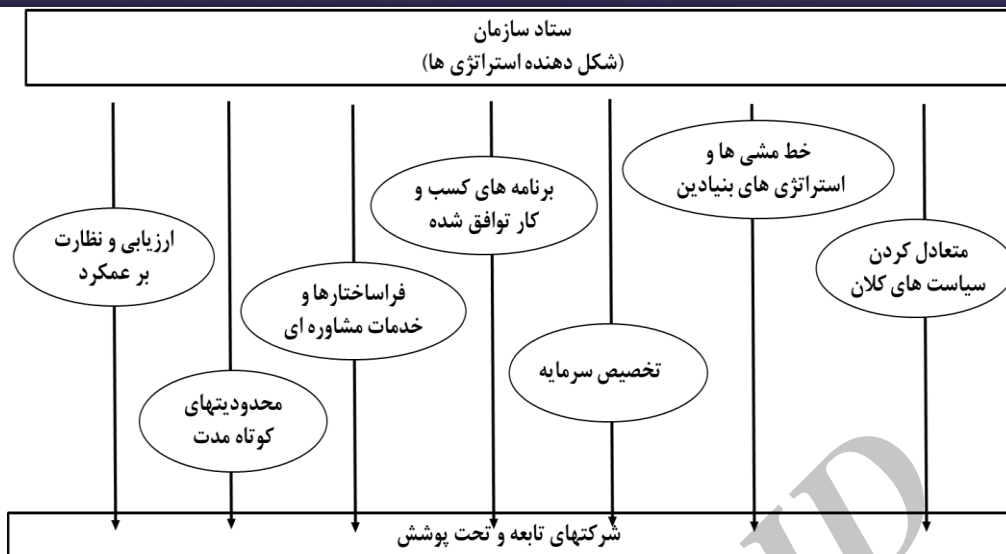 ستاد سازمان
(شکل دهنده استراتژی ها)
خط مشی ها و
استراتژی های بنیادین
برنامه های کسب و
کار توافق شده
متعادل کردن
سیاست های کلان
ارزیابی و نظارت
بر عمکرد
فراساختارها و
خدمات مشاوره ای
تخصیص سرمایه
محدودیتهای
کوتاه مدت
شرکتهای تابعه و تحت پوشش